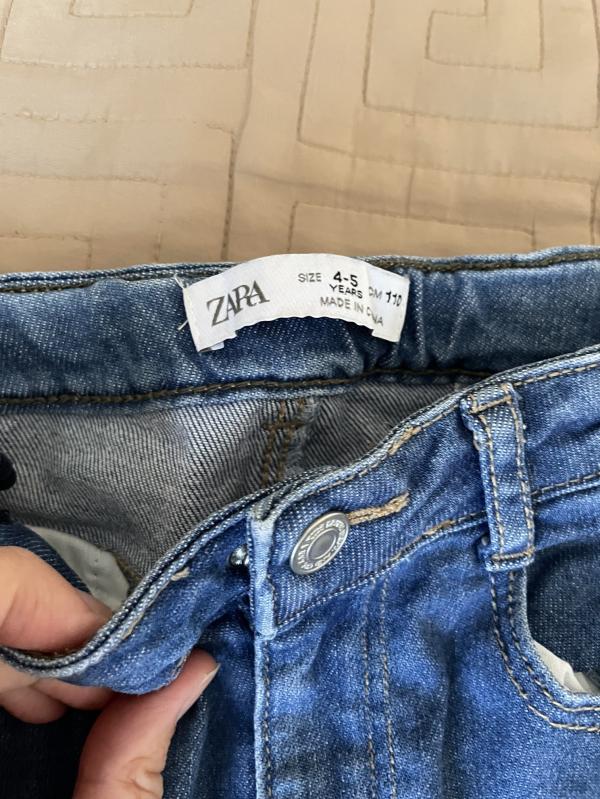 ZARA
SIZE 4-5 YEARS CM 110
MADE IN